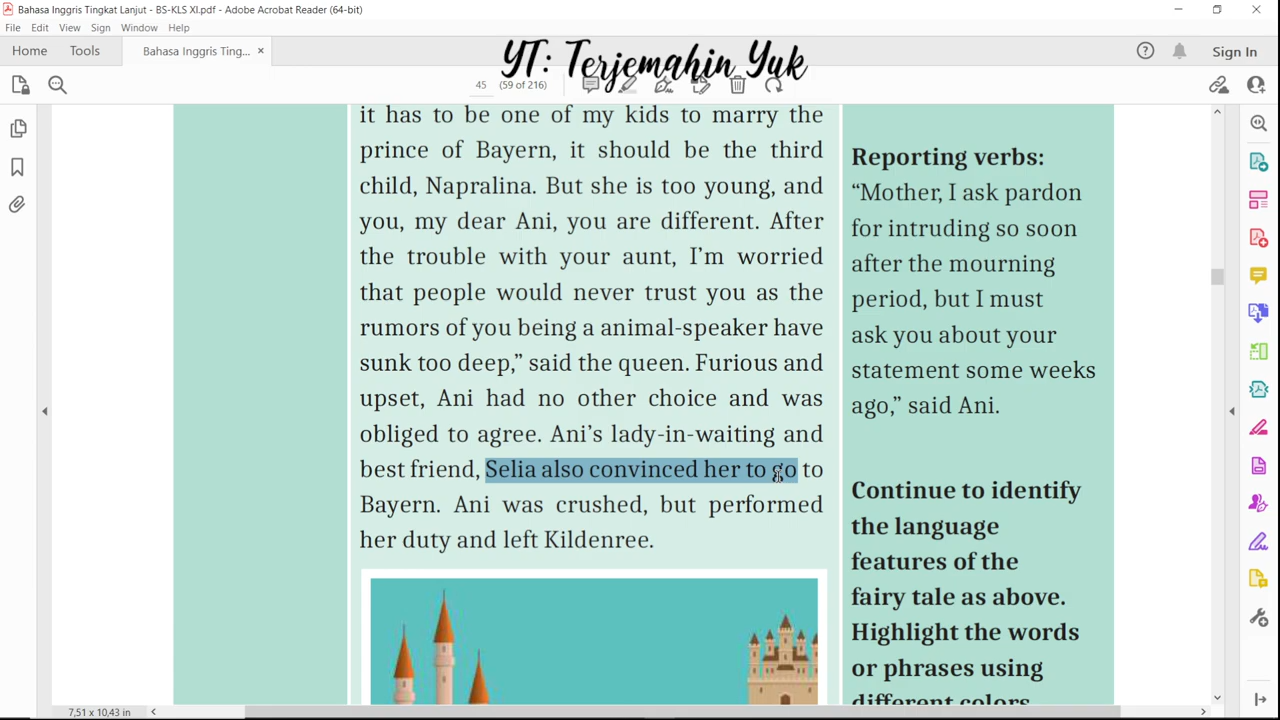 Bahasa Inggris Tingkat Lanjut - BS-KLS XI.pdf - Adobe Acrobat Reader (64-bit)
File Edit View Sign Window Help
Home Tools Bahasa Inggris Ting... × Sign In
YT: Terjemahin Yuk
45 (59 of 216)
it has to be one of my kids to marry the
prince of Bayern, it should be the third
child, Napralina. But she is too young, and
you, my dear Ani, you are different. After
the trouble with your aunt, I’m worried
that people would never trust you as the
rumors of you being a animal-speaker have
sunk too deep,” said the queen. Furious and
upset, Ani had no other choice and was
obliged to agree. Ani’s lady-in-waiting and
best friend, Selia also convinced her to go to
Bayern. Ani was crushed, but performed
her duty and left Kildenree.
Reporting verbs:
“Mother, I ask pardon
for intruding so soon
after the mourning
period, but I must
ask you about your
statement some weeks
ago,” said Ani.
Continue to identify
the language
features of the
fairy tale as above.
Highlight the words
or phrases using
different colors
7,51 x 10,43 in